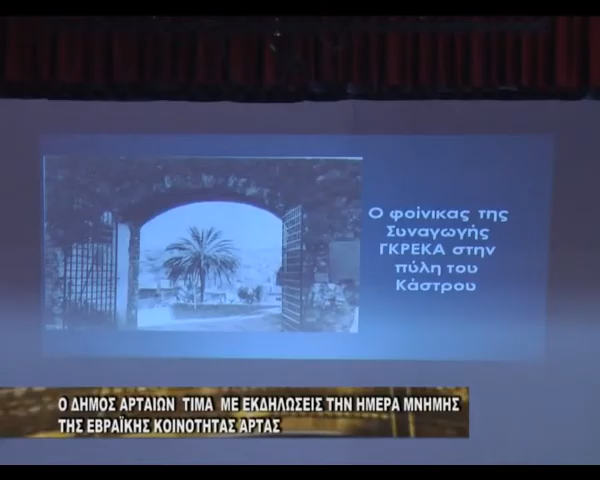 Ο φοίνικας της
Συναγωγής
ΓΚΡΕΚΑ στην
πύλη του
Κάστρου
Ο ΔΗΜΟΣ ΑΡΤΑΙΩΝ ΤΙΜΑ ΜΕ ΕΚΔΗΛΩΣΕΙΣ ΤΗΝ ΗΜΕΡΑ ΜΝΗΜΗΣ
ΤΗΣ ΕΒΡΑΪΚΗΣ ΚΟΙΝΟΤΗΤΑΣ ΑΡΤΑΣ